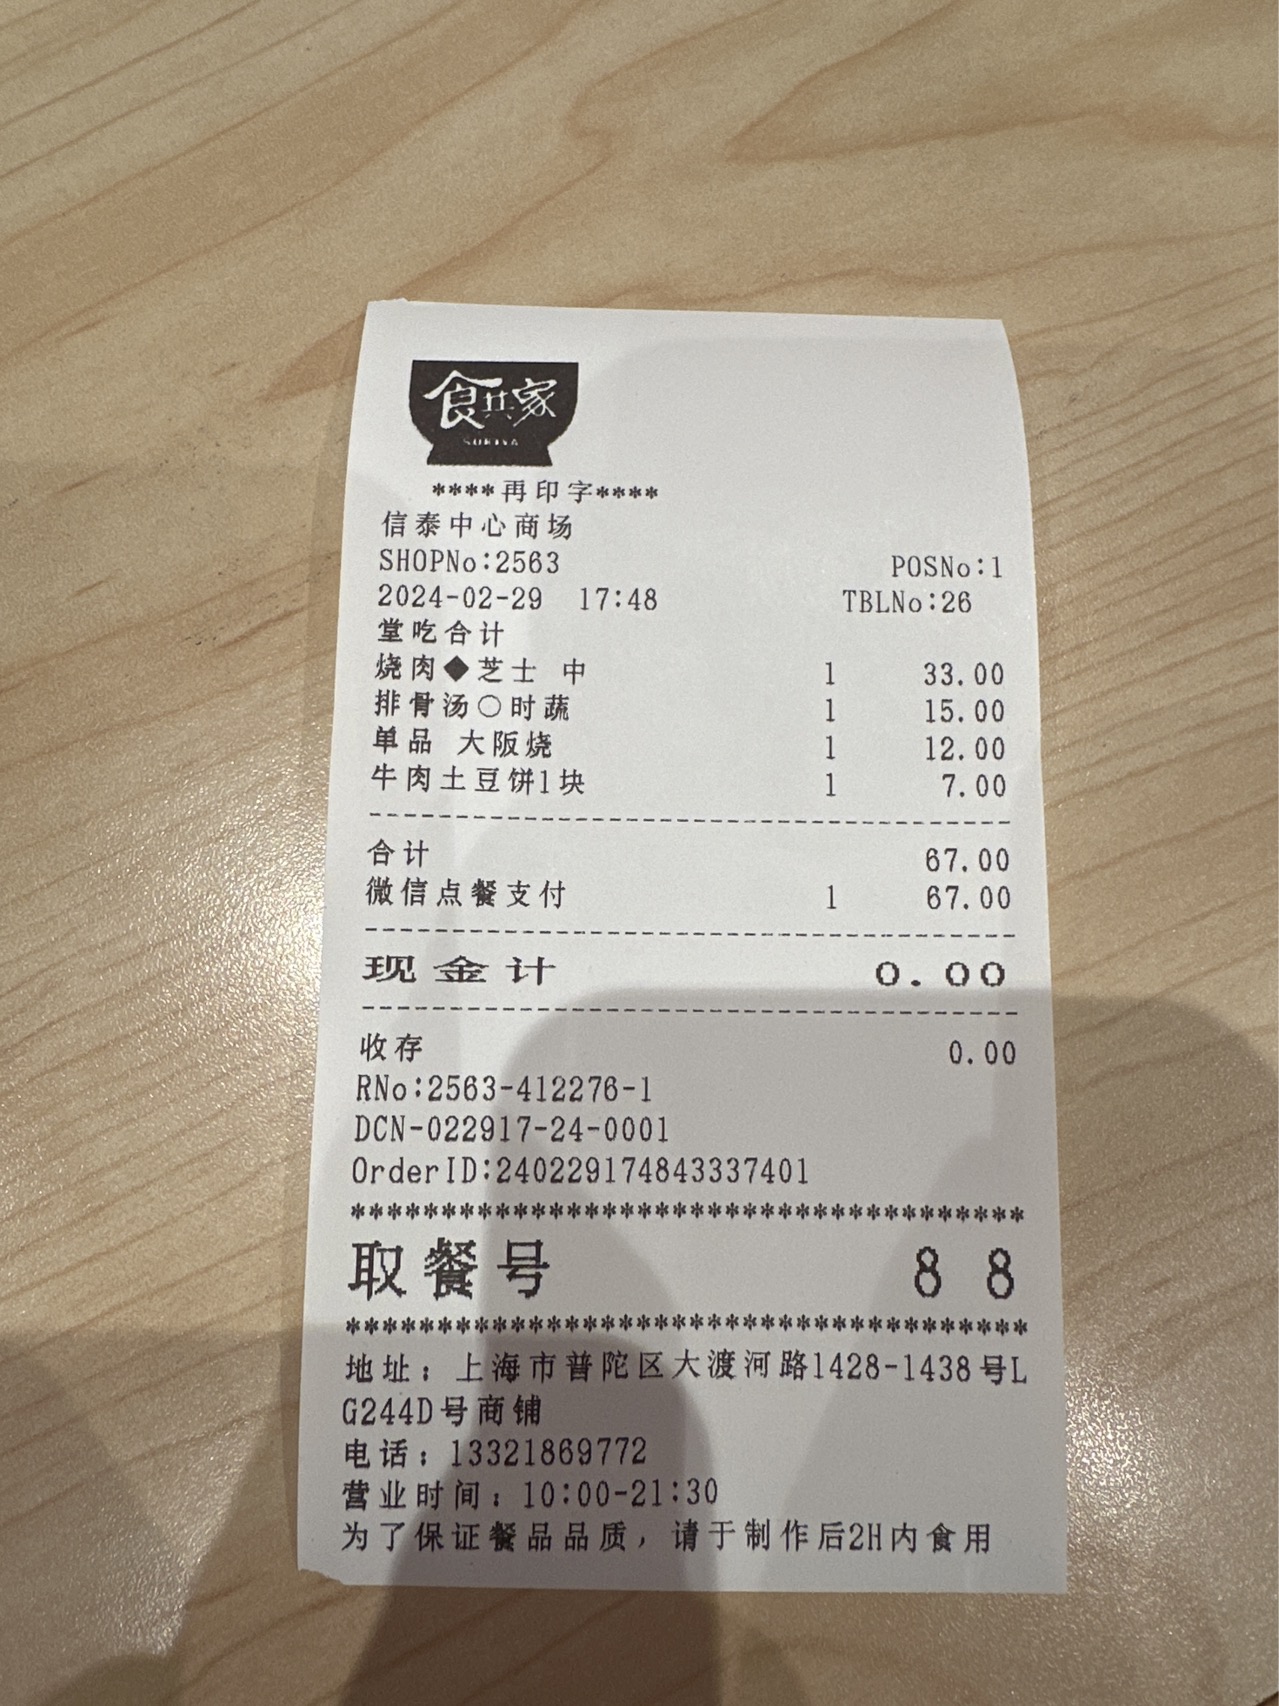 食其家
SUKIYA
****再印字****
信泰中心商场
SHOPNo:2563 POSNo:1
2024-02-29 17:48 TBLNo:26
堂吃合计
烧肉◆芝士 中 1 33.00
排骨汤○时蔬 1 15.00
单品 大阪烧 1 12.00
牛肉土豆饼1块 1 7.00
合计 67.00
微信点餐支付 1 67.00
现金计 0.00
收存 0.00
RNo:2563-412276-1
DCN-022917-24-0001
OrderID:240229174843337401
*************************************
取餐号 88
*************************************
地址：上海市普陀区大渡河路1428-1438号L
G244D号商铺
电话：13321869772
营业时间：10:00-21:30
为了保证餐品品质，请于制作后2H内食用